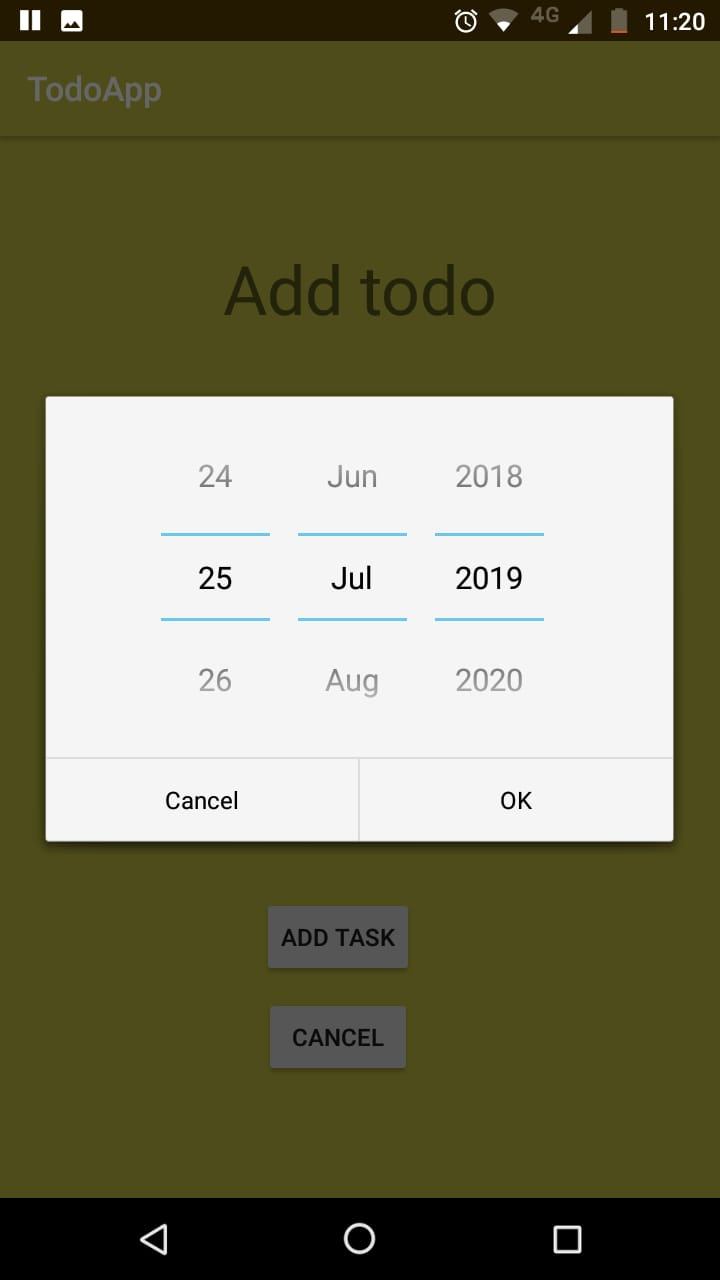 4G 11:20
TodoApp
Add todo
24 Jun 2018
25 Jul 2019
26 Aug 2020
Cancel OK
ADD TASK
CANCEL